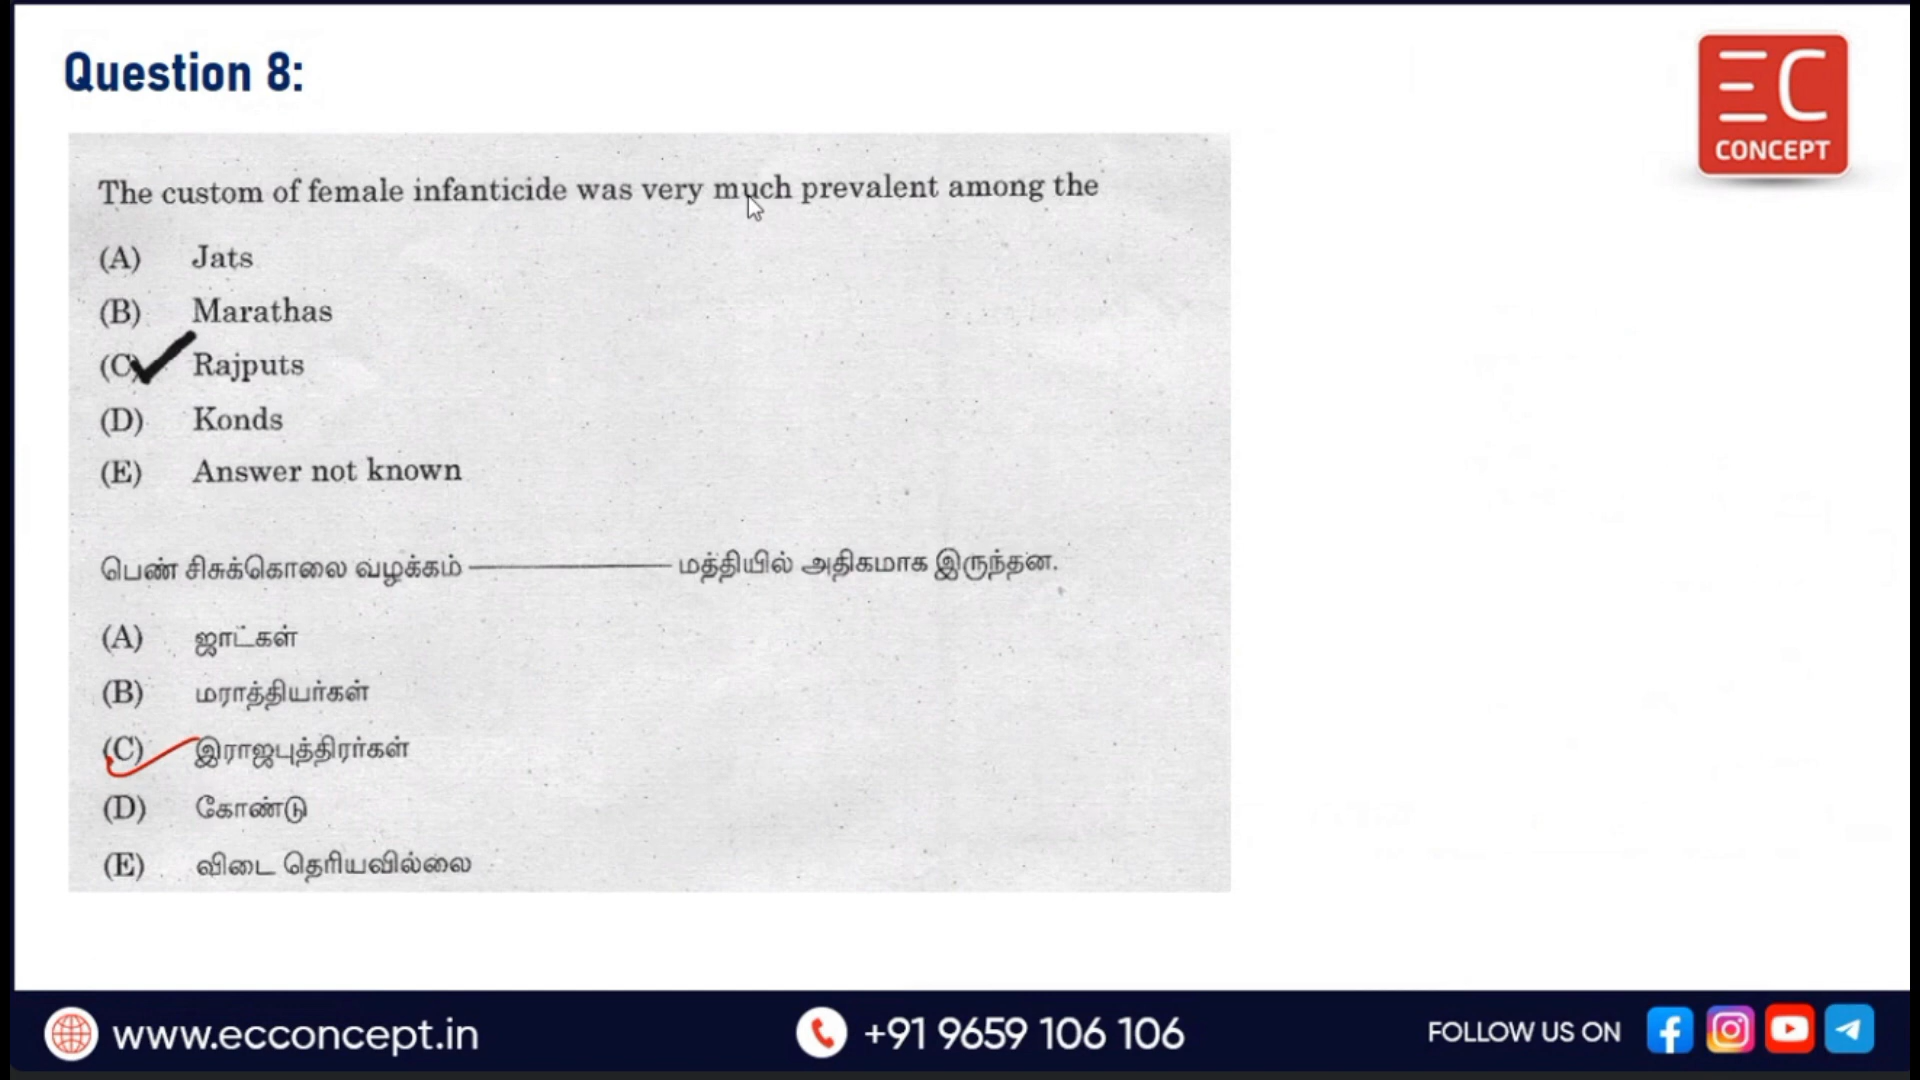 Question 8:
EC
CONCEPT
The custom of female infanticide was very much prevalent among the
(A) Jats
(B) Marathas
(C) Rajputs
(D) Konds
(E) Answer not known
பெண் சிசுக்கொலை வழக்கம் ————— மத்தியில் அதிகமாக இருந்தன.
(A) ஜாட்கள்
(B) மராத்தியர்கள்
(C) இராஜபுத்திரர்கள்
(D) கோண்டு
(E) விடை தெரியவில்லை
www.ecconcept.in
+91 9659 106 106
FOLLOW US ON